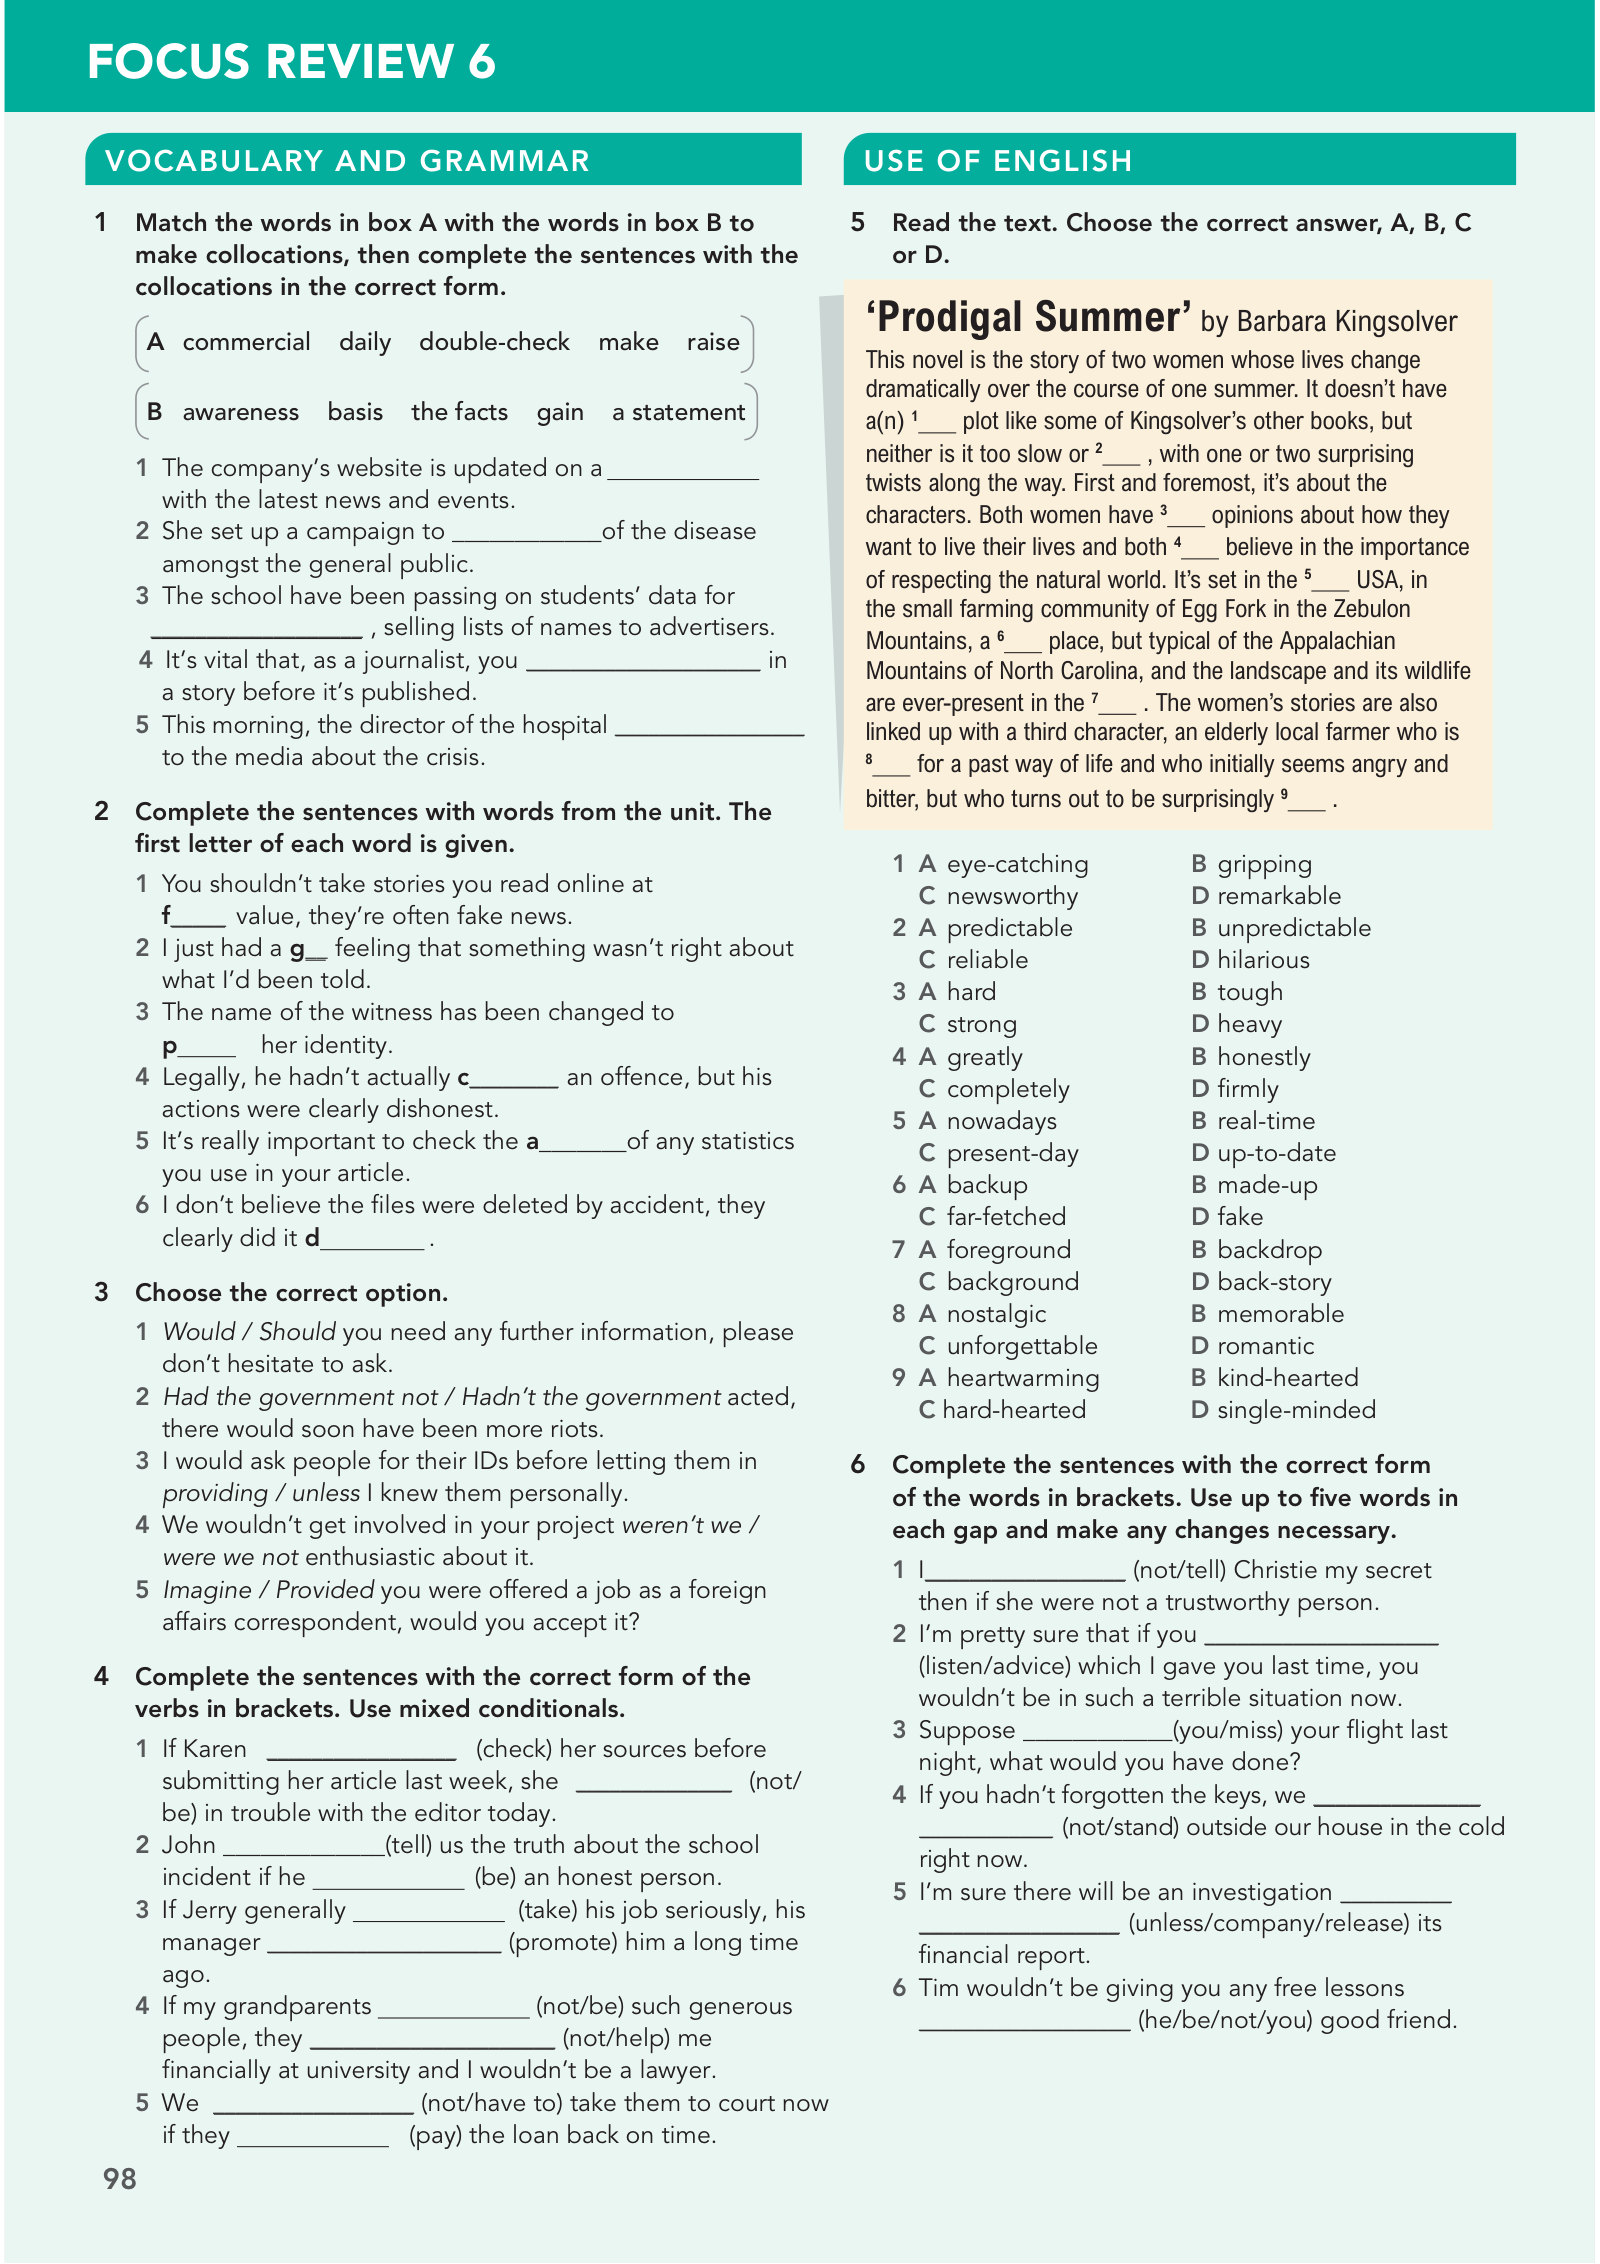 FOCUS REVIEW 6
VOCABULARY AND GRAMMAR
1 Match the words in box A with the words in box B to
make collocations, then complete the sentences with the
collocations in the correct form.
A commercial daily double-check make raise
B awareness basis the facts gain a statement
1 The company's website is updated on a ____________
with the latest news and events.
2 She set up a campaign to ____________of the disease
amongst the general public.
3 The school have been passing on students' data for
___________________ , selling lists of names to advertisers.
4 It's vital that, as a journalist, you _____________________ in
a story before it's published.
5 This morning, the director of the hospital _________________
to the media about the crisis.
2 Complete the sentences with words from the unit. The
first letter of each word is given.
1 You shouldn't take stories you read online at
f_____ value, they're often fake news.
2 I just had a g__ feeling that something wasn't right about
what I'd been told.
3 The name of the witness has been changed to
p_____ her identity.
4 Legally, he hadn't actually c________ an offence, but his
actions were clearly dishonest.
5 It's really important to check the a_______of any statistics
you use in your article.
6 I don't believe the files were deleted by accident, they
clearly did it d_________ .
3 Choose the correct option.
1 Would / Should you need any further information, please
don't hesitate to ask.
2 Had the government not / Hadn't the government acted,
there would soon have been more riots.
3 I would ask people for their IDs before letting them in
providing / unless I knew them personally.
4 We wouldn't get involved in your project weren't we /
were we not enthusiastic about it.
5 Imagine / Provided you were offered a job as a foreign
affairs correspondent, would you accept it?
4 Complete the sentences with the correct form of the
verbs in brackets. Use mixed conditionals.
1 If Karen _________________ (check) her sources before
submitting her article last week, she ______________ (not/
be) in trouble with the editor today.
2 John _____________(tell) us the truth about the school
incident if he ____________ (be) an honest person.
3 If Jerry generally ____________ (take) his job seriously, his
manager _____________________ (promote) him a long time
ago.
4 If my grandparents ____________ (not/be) such generous
people, they ______________________ (not/help) me
financially at university and I wouldn't be a lawyer.
5 We __________________ (not/have to) take them to court now
if they ____________ (pay) the loan back on time.
98
USE OF ENGLISH
5 Read the text. Choose the correct answer, A, B, C
or D.
'Prodigal Summer' by Barbara Kingsolver
This novel is the story of two women whose lives change
dramatically over the course of one summer. It doesn't have
a(n) 1___ plot like some of Kingsolver's other books, but
neither is it too slow or 2___ , with one or two surprising
twists along the way. First and foremost, it's about the
characters. Both women have 3___ opinions about how they
want to live their lives and both 4___ believe in the importance
of respecting the natural world. It's set in the 5___ USA, in
the small farming community of Egg Fork in the Zebulon
Mountains, a 6___ place, but typical of the Appalachian
Mountains of North Carolina, and the landscape and its wildlife
are ever-present in the 7___ . The women's stories are also
linked up with a third character, an elderly local farmer who is
8___ for a past way of life and who initially seems angry and
bitter, but who turns out to be surprisingly 9___ .
1 A eye-catching B gripping
C newsworthy D remarkable
2 A predictable B unpredictable
C reliable D hilarious
3 A hard B tough
C strong D heavy
4 A greatly B honestly
C completely D firmly
5 A nowadays B real-time
C present-day D up-to-date
6 A backup B made-up
C far-fetched D fake
7 A foreground B backdrop
C background D back-story
8 A nostalgic B memorable
C unforgettable D romantic
9 A heartwarming B kind-hearted
C hard-hearted D single-minded
6 Complete the sentences with the correct form
of the words in brackets. Use up to five words in
each gap and make any changes necessary.
1 I__________________ (not/tell) Christie my secret
then if she were not a trustworthy person.
2 I'm pretty sure that if you _____________________
(listen/advice) which I gave you last time, you
wouldn't be in such a terrible situation now.
3 Suppose ____________(you/miss) your flight last
night, what would you have done?
4 If you hadn't forgotten the keys, we _______________
____________ (not/stand) outside our house in the cold
right now.
5 I'm sure there will be an investigation __________
__________________ (unless/company/release) its
financial report.
6 Tim wouldn't be giving you any free lessons
___________________ (he/be/not/you) good friend.